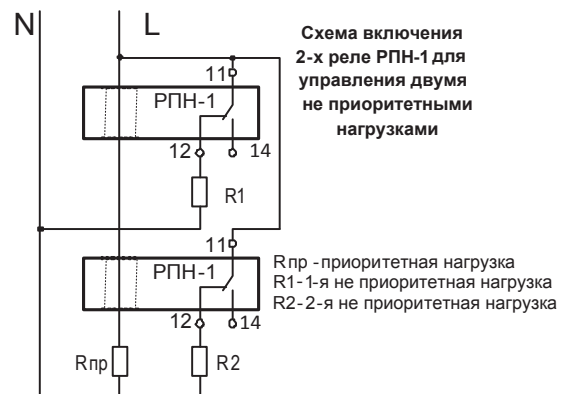 N
L
Схема включения
2-х реле РПН-1 для
управления двумя
не приоритетными
нагрузками
11
РПН-1
12
14
R1
11
РПН-1
12
14
Rпр -приоритетная нагрузка
R1-1-я не приоритетная нагрузка
R2-2-я не приоритетная нагрузка
Rпр
R2